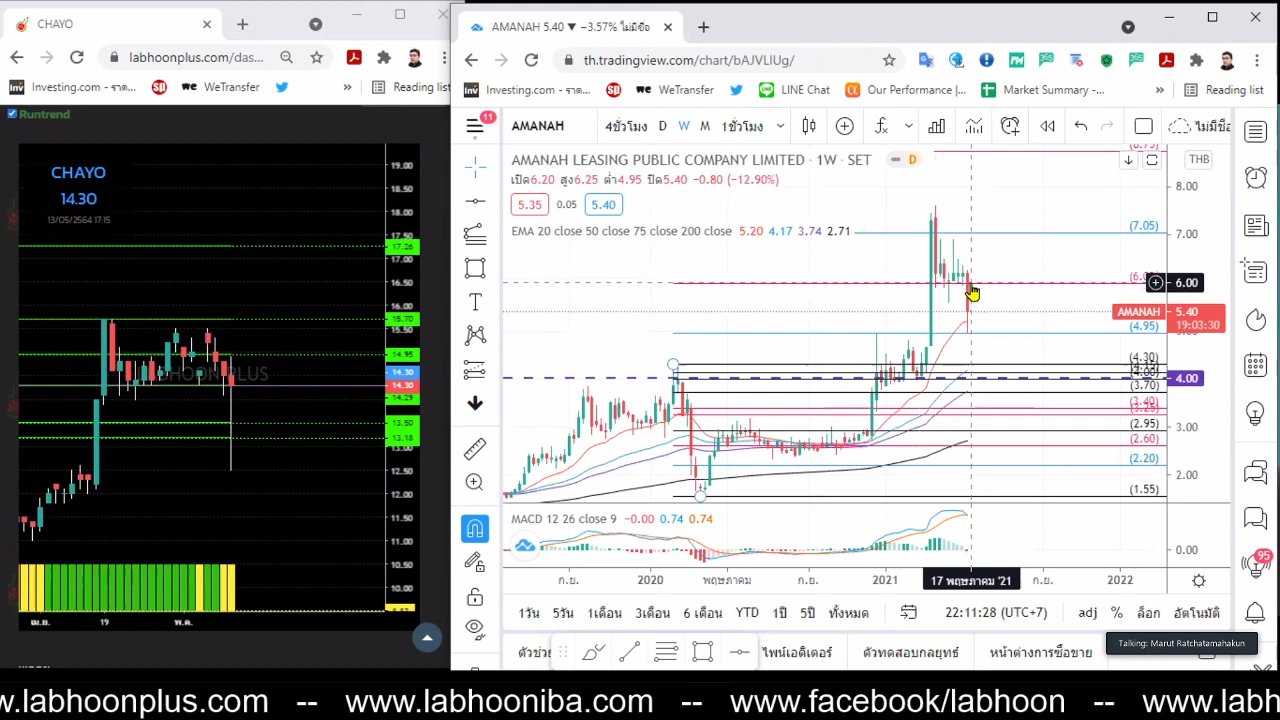 CHAYO
labhoonplus.com/das...
Investing.com - ราค...
WeTransfer
Reading list
Runtrend
CHAYO
14.30
13/05/2564 17:15
LABHOONPLUS
19.00
18.50
18.00
17.50
17.26
17.00
16.50
16.00
15.70
15.50
14.95
14.30
14.30
14.29
13.50
13.18
13.00
12.50
12.00
11.50
11.00
10.50
10.00
เม.ย.
19
พ.ค.
AMANAH 5.40 ▼ −3.57% ไม่มีชื่อ
th.tradingview.com/chart/bAJVLIUg/
Investing.com - ราค...
WeTransfer
LINE Chat
Our Performance |...
Market Summary -...
Reading list
11
AMANAH
4ชั่วโมง
D
W
M
1ชั่วโมง
ไม่มีชื่อ
AMANAH LEASING PUBLIC COMPANY LIMITED · 1W · SET
D
THB
เปิด6.20 สูง6.25 ต่ำ4.95 ปิด5.40 −0.80 (−12.90%)
5.35
0.05
5.40
EMA 20 close 50 close 75 close 200 close 5.20 4.17 3.74 2.71
8.00
(7.05)
7.00
6.00
AMANAH
5.40
19:03:30
(4.95)
(4.30)
4.00
(3.70)
(3.40)
(3.25)
(2.95)
3.00
(2.60)
(2.20)
2.00
(1.55)
MACD 12 26 close 9 −0.00 0.74 0.74
0.00
ก.ย.
2020
พฤษภาคม
ก.ย.
2021
17 พฤษภาคม '21
ก.ย.
2022
1วัน
5วัน
1เดือน
3เดือน
6 เดือน
YTD
1ปี
5ปี
ทั้งหมด
22:11:28 (UTC+7)
adj
%
ล็อก
อัตโนมัติ
95
Talking: Marut Ratchatamahakun
ตัวช่วย
ไพน์เอดิเตอร์
ตัวทดสอบกลยุทธ์
หน้าต่างการซื้อขาย
w.labhoonplus.com -- www.labhooniba.com -- www.facebook/labhoon -- www.labh